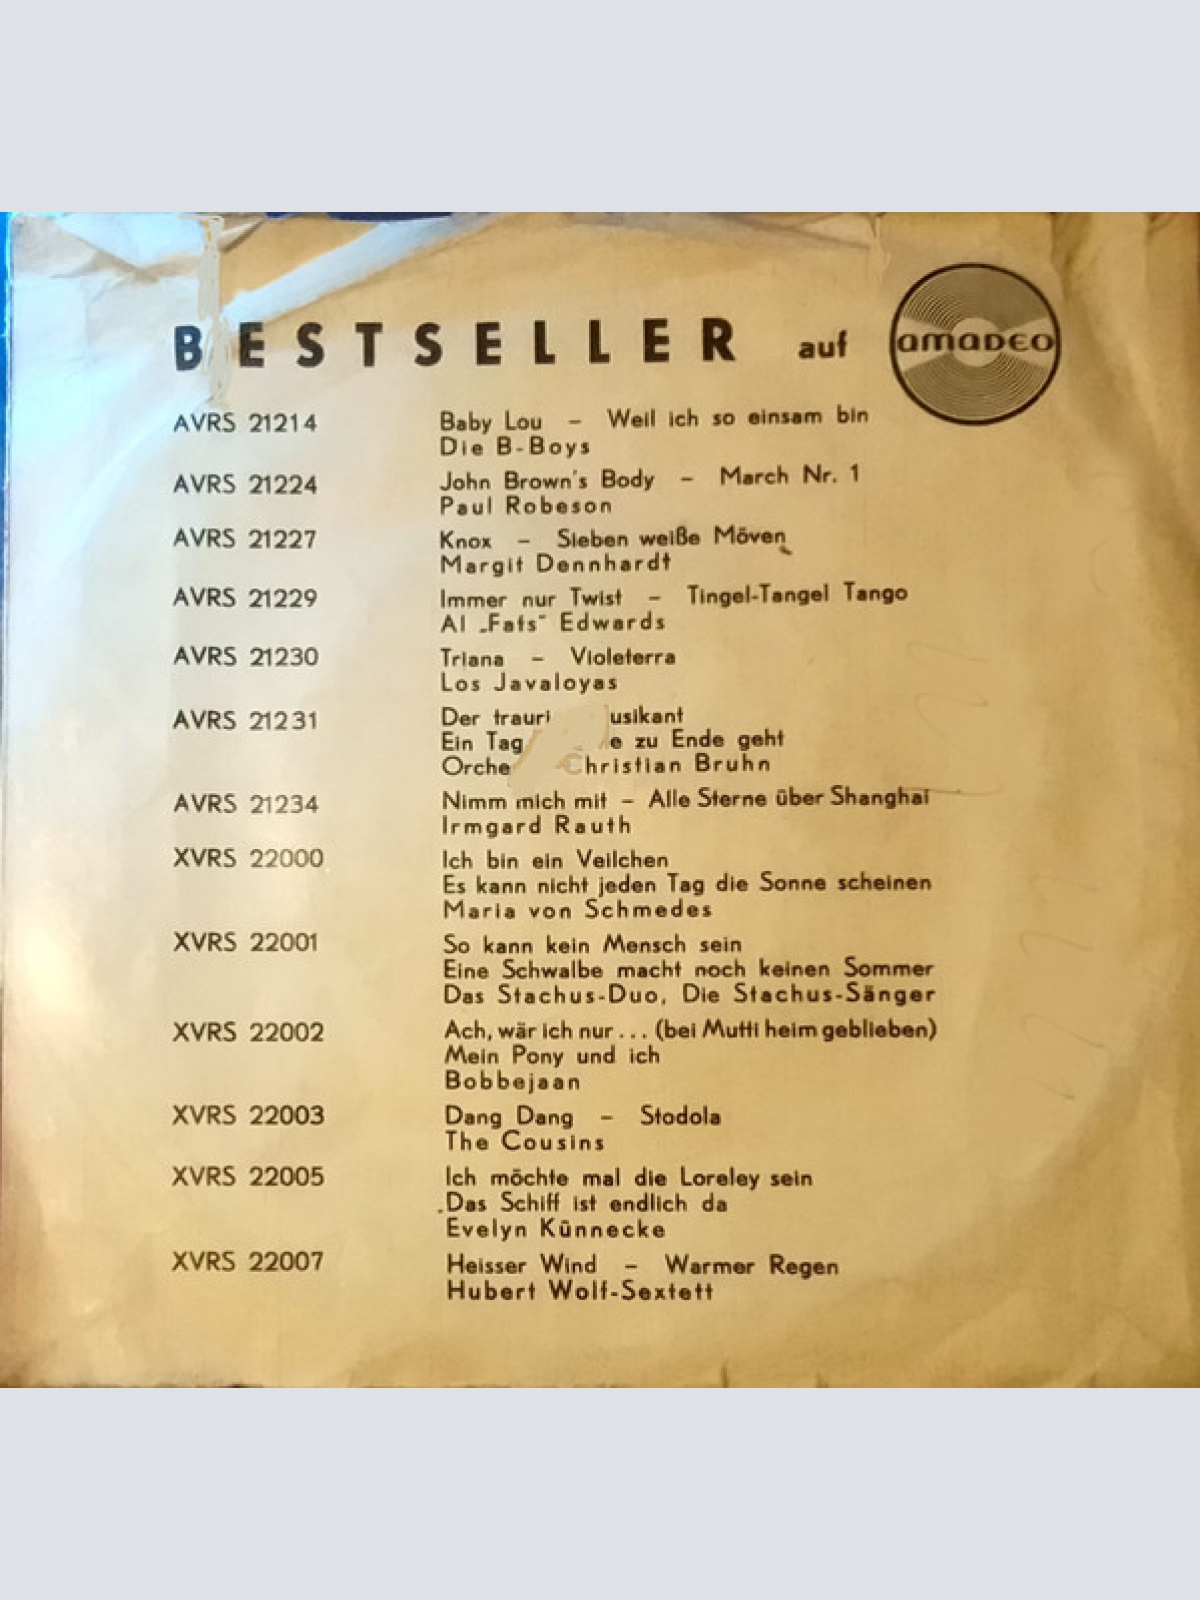 BESTSELLER auf amadeo
AVRS 21214 Baby Lou – Weil ich so einsam bin
Die B-Boys
AVRS 21224 John Brown's Body – March Nr. 1
Paul Robeson
AVRS 21227 Knox – Sieben weiße Möven
Margit Dennhardt
AVRS 21229 Immer nur Twist – Tingel-Tangel Tango
Al „Fats" Edwards
AVRS 21230 Triana – Violeterra
Los Javaloyas
AVRS 21231 Der
Ein Tag zu Ende geht
Christian Bruhn
AVRS 21234 Nimm mich mit – Alle Sterne über Shanghai
Irmgard Rauth
XVRS 22000 Ich bin ein Veilchen
Es kann nicht jeden Tag die Sonne scheinen
Maria von Schmedes
XVRS 22001 So kann kein Mensch sein
Eine Schwalbe macht noch keinen Sommer
Das Stachus-Duo, Die Stachus-Sänger
XVRS 22002 Ach, wär ich nur ... (bei Mutti heim geblieben)
Mein Pony und ich
Bobbejaan
XVRS 22003 Dang Dang – Stodola
The Cousins
XVRS 22005 Ich möchte mal die Loreley sein
Das Schiff ist endlich da
Evelyn Künnecke
XVRS 22007 Heisser Wind – Warmer Regen
Hubert Wolf-Sextett